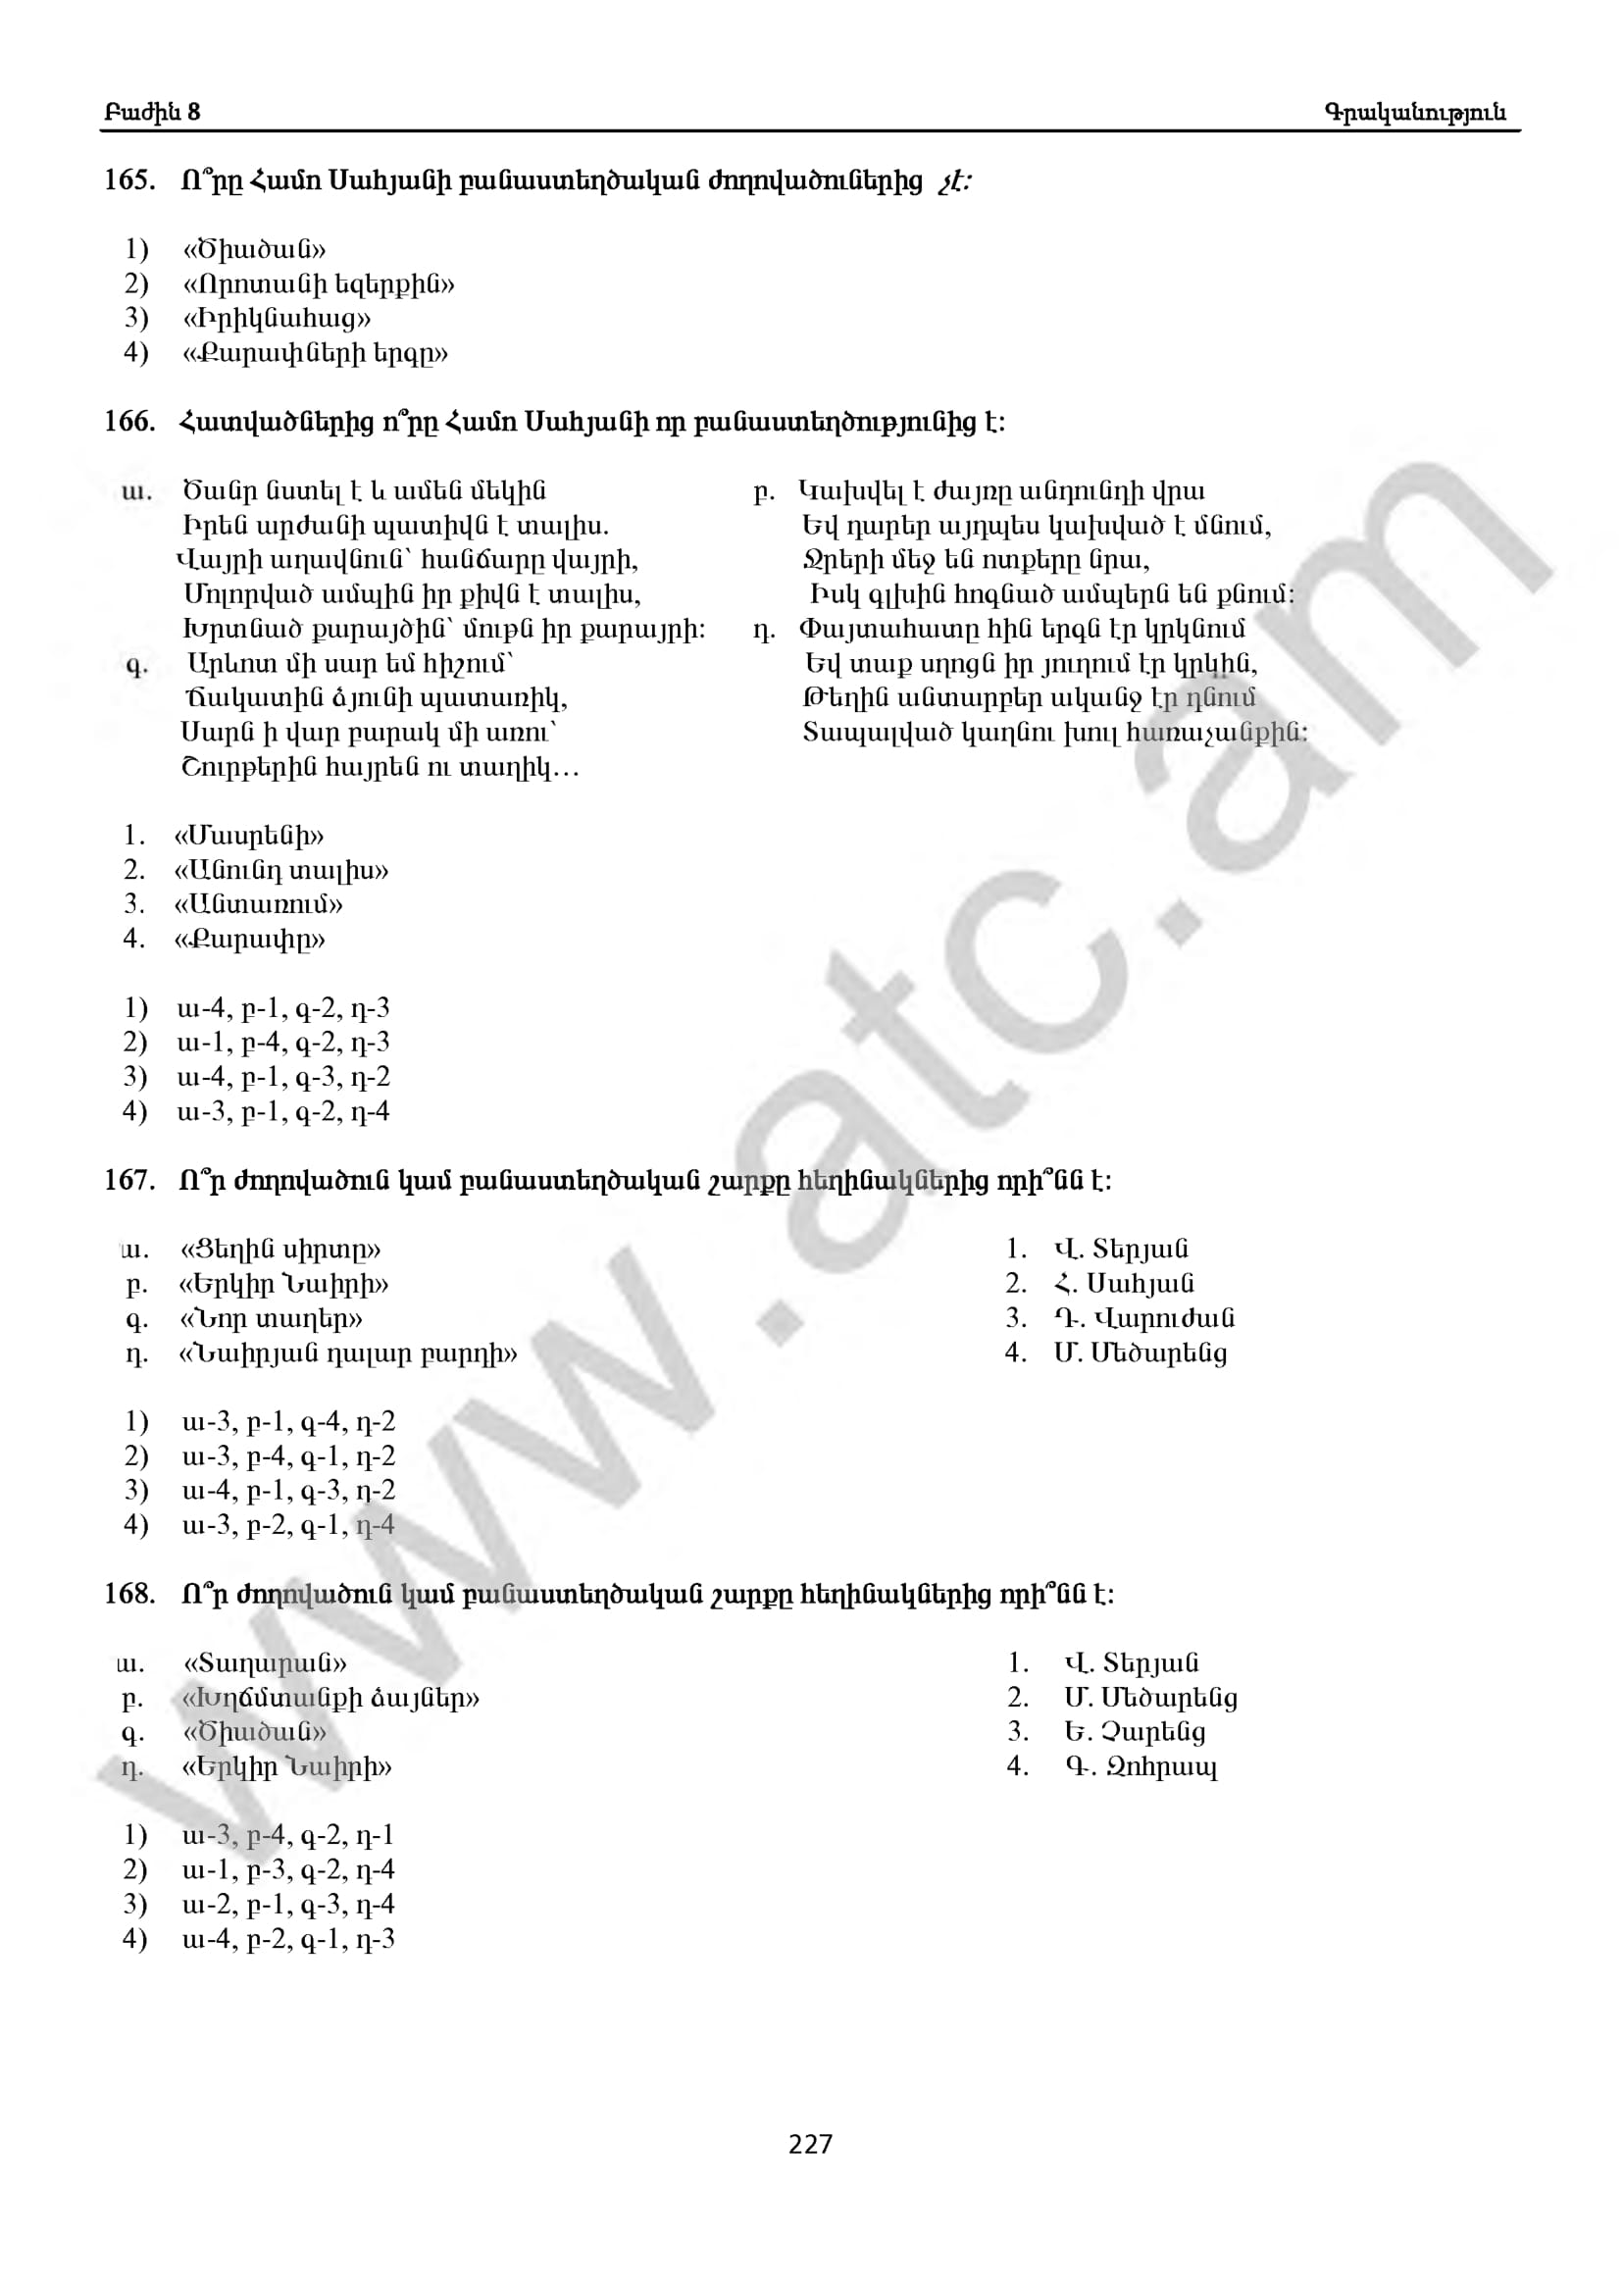 Բաժին 8 Գրականություն
165. Ո՞րը Համո Սահյանի բանաստեղծական ժողովածուներից չէ:
1) «Ծիածան»
2) «Որոտանի եզերքին»
3) «Իրիկնահաց»
4) «Քարափների երգը»
166. Հատվածներից ո՞րը Համո Սահյանի որ բանաստեղծությունից է:
ա. Ծանր նստել է և ամեն մեկին
Իրեն արժանի պատիվն է տալիս.
Վայրի աղավնուն՝ հանճարը վայրի,
Մոլորված ամպին իր քիվն է տալիս,
Խրտնած քարայծին՝ մութն իր քարայրի:
բ. Կախվել է ժայռը անդունդի վրա
Եվ դարեր այդպես կախված է մնում,
Ջրերի մեջ են ոտքերը նրա,
Իսկ գլխին հոգնած ամպերն են քնում:
գ. Արևոտ մի սար եմ հիշում՝
Ճակատին ձյունի պատառիկ,
Սարն ի վար բարակ մի առու՝
Շուրթերին հայրեն ու տաղիկ...
դ. Փայտահատը հին երգն էր կրկնում
Եվ տաք սղոցն իր յուղում էր կրկին,
Թեղին անտարբեր ականջ էր դնում
Տապալված կաղնու խուլ հառաչանքին:
1. «Մասրենի»
2. «Անունդ տալիս»
3. «Անտառում»
4. «Քարափը»
1) ա-4, բ-1, գ-2, դ-3
2) ա-1, բ-4, գ-2, դ-3
3) ա-4, բ-1, գ-3, դ-2
4) ա-3, բ-1, գ-2, դ-4
167. Ո՞ր ժողովածուն կամ բանաստեղծական շարքը հեղինակներից որի՞նն է:
ա. «Ցեղին սիրտը» 1. Վ. Տերյան
բ. «Երկիր Նաիրի» 2. Հ. Սահյան
գ. «Նոր տաղեր» 3. Դ. Վարուժան
դ. «Նաիրյան դալար բարդի» 4. Մ. Մեծարենց
1) ա-3, բ-1, գ-4, դ-2
2) ա-3, բ-4, գ-1, դ-2
3) ա-4, բ-1, գ-3, դ-2
4) ա-3, բ-2, գ-1, դ-4
168. Ո՞ր ժողովածուն կամ բանաստեղծական շարքը հեղինակներից որի՞նն է:
ա. «Տաղարան» 1. Վ. Տերյան
բ. «Խղճմտանքի ձայներ» 2. Մ. Մեծարենց
գ. «Ծիածան» 3. Ե. Չարենց
դ. «Երկիր Նաիրի» 4. Գ. Զոհրապ
1) ա-3, բ-4, գ-2, դ-1
2) ա-1, բ-3, գ-2, դ-4
3) ա-2, բ-1, գ-3, դ-4
4) ա-4, բ-2, գ-1, դ-3
www.atc.am
227